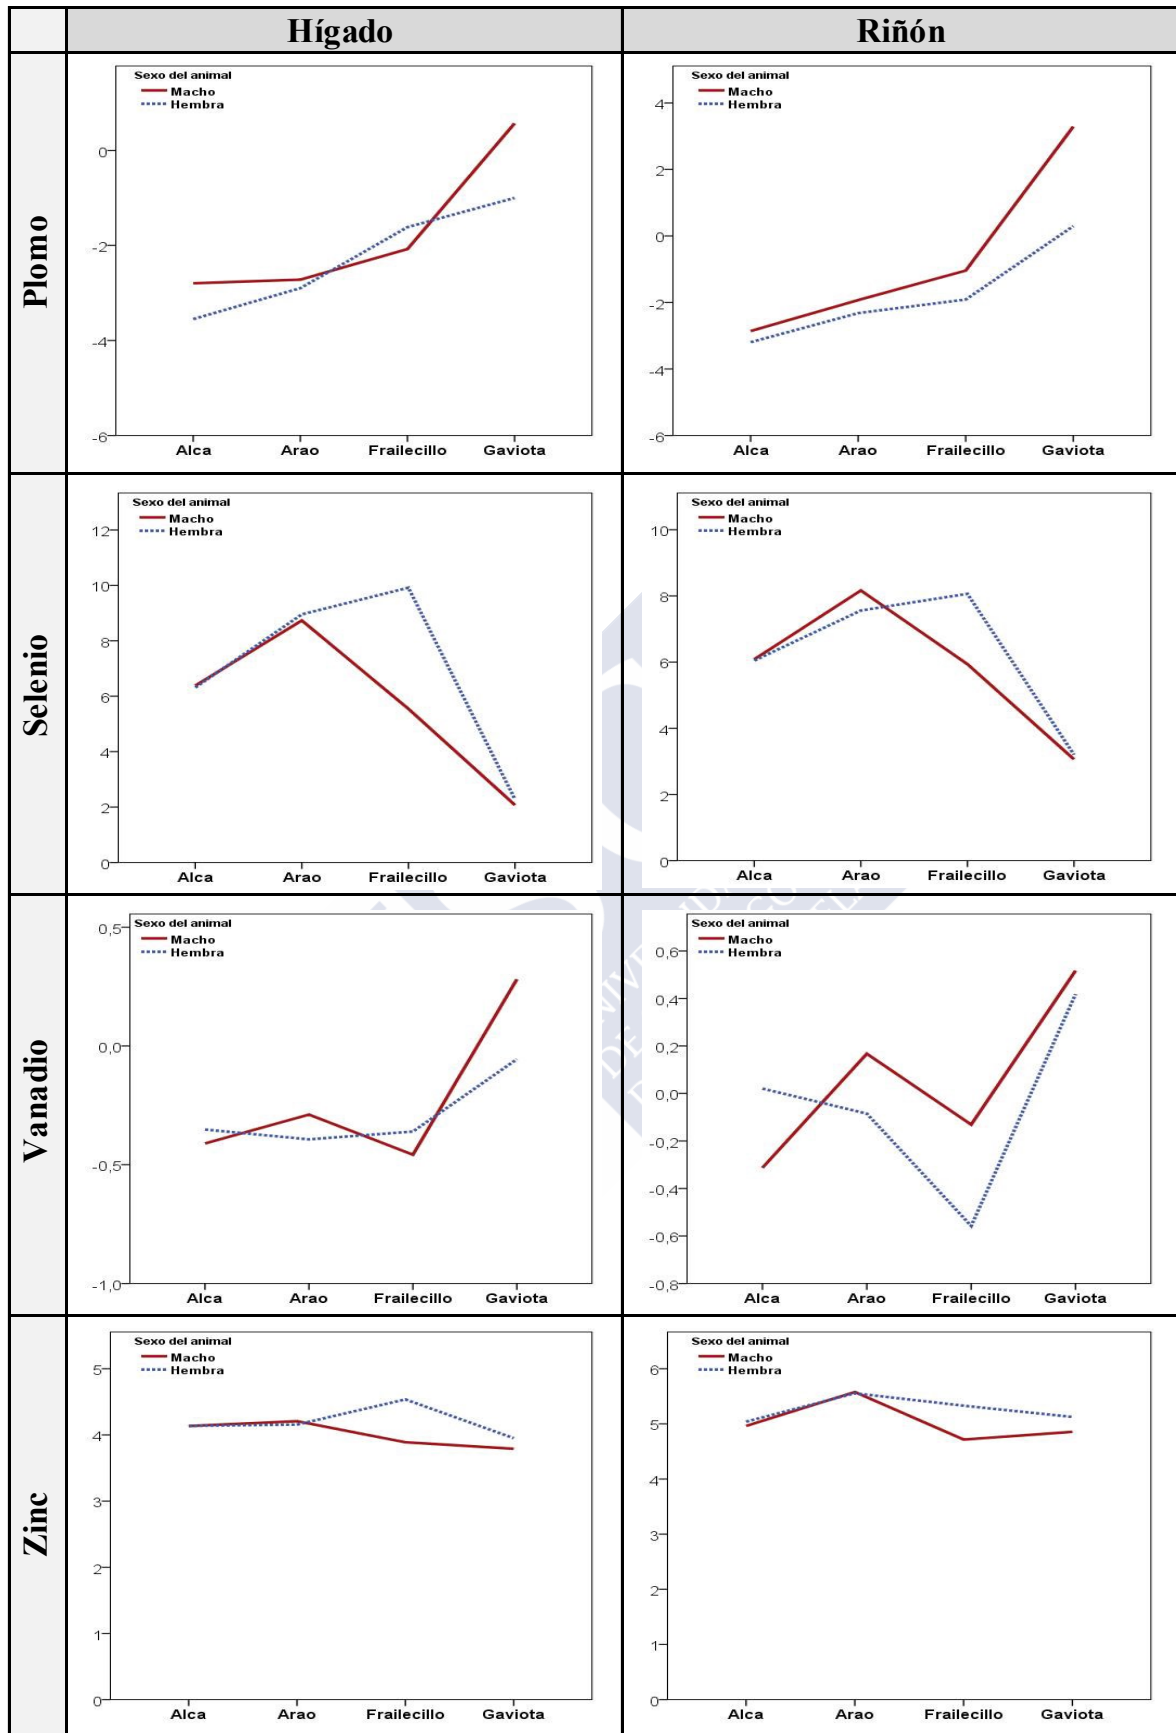 Hígado
Riñón
Plomo
Sexo del animal
Macho
Hembra
0
-2
-4
-6
Alca Arao Frailecillo Gaviota
Sexo del animal
Macho
Hembra
4
2
0
-2
-4
-6
Alca Arao Frailecillo Gaviota
Selenio
Sexo del animal
Macho
Hembra
12
10
8
6
4
2
0
Alca Arao Frailecillo Gaviota
Sexo del animal
Macho
Hembra
10
8
6
4
2
0
Alca Arao Frailecillo Gaviota
Vanadio
Sexo del animal
Macho
Hembra
0,5
0,0
-0,5
-1,0
Alca Arao Frailecillo Gaviota
Sexo del animal
Macho
Hembra
0,6
0,4
0,2
0,0
-0,2
-0,4
-0,6
-0,8
Alca Arao Frailecillo Gaviota
Zinc
Sexo del animal
Macho
Hembra
5
4
3
2
1
0
Alca Arao Frailecillo Gaviota
Sexo del animal
Macho
Hembra
6
5
4
3
2
1
0
Alca Arao Frailecillo Gaviota